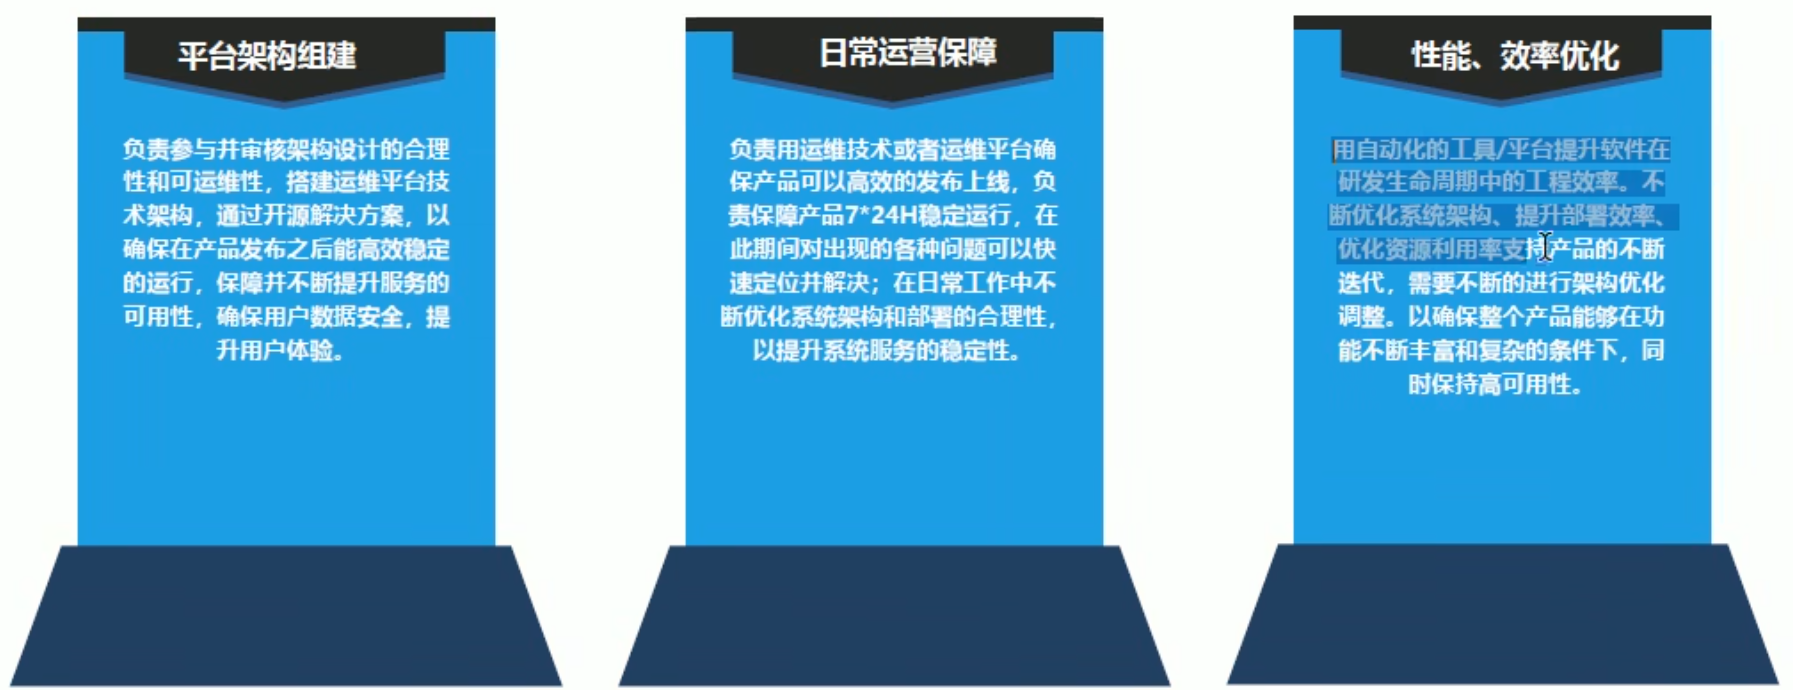 平台架构组建
负责参与并审核架构设计的合理
性和可运维性，搭建运维平台技
术架构，通过开源解决方案，以
确保在产品发布之后能高效稳定
的运行，保障并不断提升服务的
可用性，确保用户数据安全，提
升用户体验。
日常运营保障
负责用运维技术或者运维平台确
保产品可以高效的发布上线，负
责保障产品7*24H稳定运行，在
此期间对出现的各种问题可以快
速定位并解决；在日常工作中不
断优化系统架构和部署的合理性，
以提升系统服务的稳定性。
性能、效率优化
用自动化的工具/平台提升软件在
研发生命周期中的工程效率。不
断优化系统架构、提升部署效率、
优化资源利用率支持产品的不断
迭代，需要不断的进行架构优化
调整。以确保整个产品能够在功
能不断丰富和复杂的条件下，同
时保持高可用性。